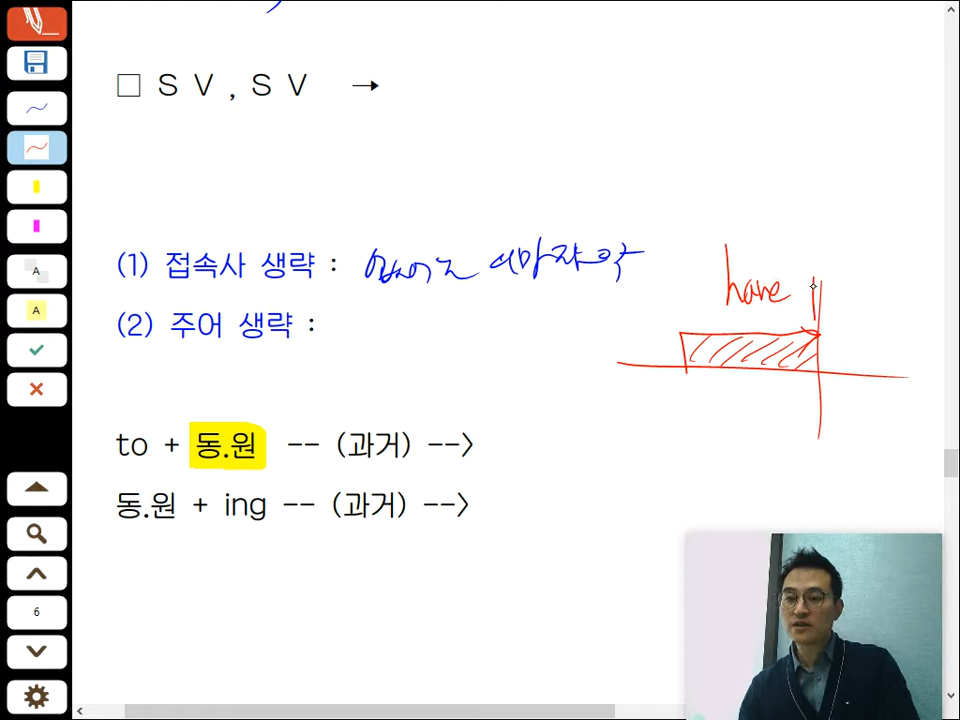 □ S V , S V →
(1) 접속사 생략 :
have
(2) 주어 생략 :
to + 동.원 -- (과거) -->
동.원 + ing -- (과거) -->
A
A
6